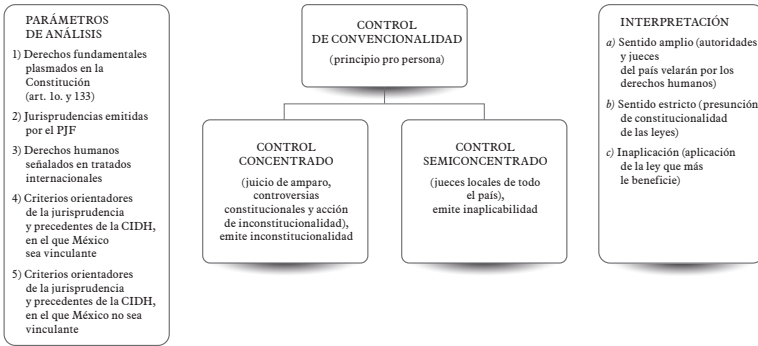 PARÁMETROS
DE ANÁLISIS
1) Derechos fundamentales
plasmados en la
Constitución
(art. 1o. y 133)
2) Jurisprudencias emitidas
por el PJF
3) Derechos humanos
señalados en tratados
internacionales
4) Criterios orientadores
de la jurisprudencia
y precedentes de la CIDH,
en el que México
sea vinculante
5) Criterios orientadores
de la jurisprudencia
y precedentes de la CIDH,
en el que México no sea
vinculante
CONTROL
DE CONVENCIONALIDAD
(principio pro persona)
CONTROL
CONCENTRADO
(juicio de amparo,
controversias
constitucionales y acción
de inconstitucionalidad),
emite inconstitucionalidad
CONTROL
SEMICONCENTRADO
(jueces locales de todo
el país),
emite inaplicabilidad
INTERPRETACIÓN
a) Sentido amplio (autoridades
y jueces
del país velarán por los
derechos humanos)
b) Sentido estricto (presunción
de constitucionalidad
de las leyes)
c) Inaplicación (aplicación
de la ley que más
le beneficie)